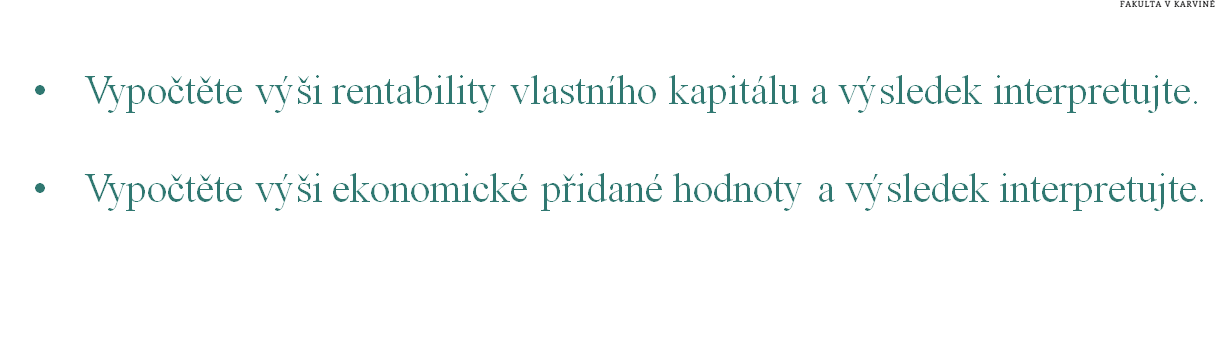 FAKULTA V KARVINÉ
• Vypočtěte výši rentability vlastního kapitálu a výsledek interpretujte.
• Vypočtěte výši ekonomické přidané hodnoty a výsledek interpretujte.